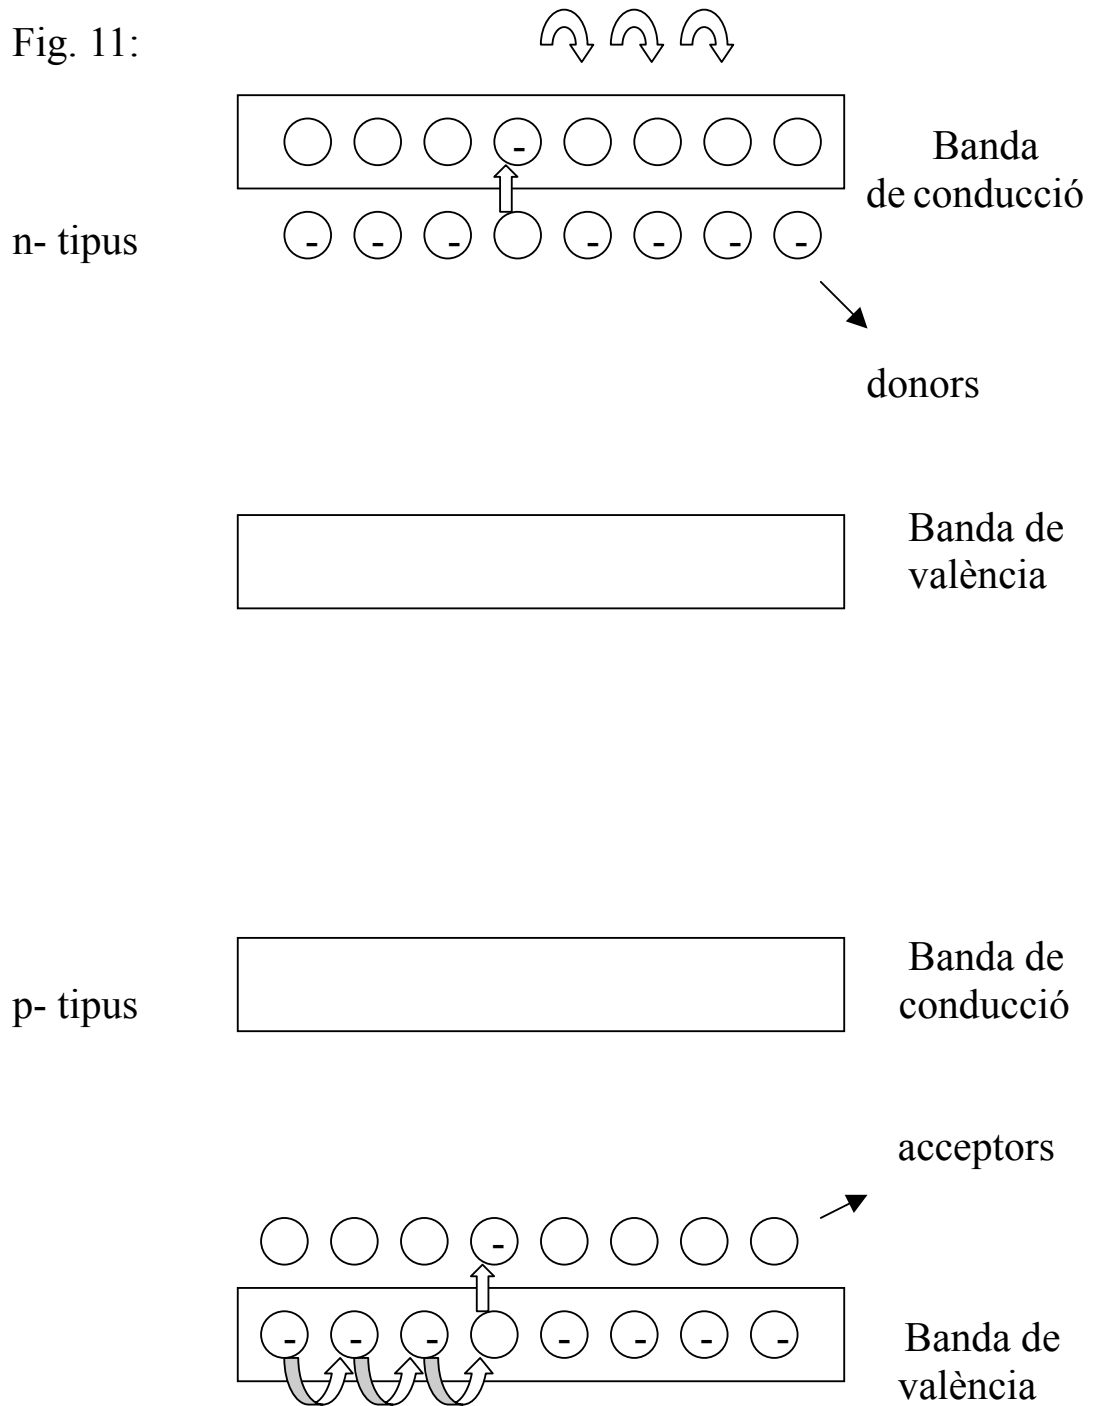 Fig. 11:
-
Banda
de conducció
n- tipus
- - - - - - -
donors
Banda de
valència
Banda de
conducció
p- tipus
acceptors
-
- - - - - - -
Banda de
valència